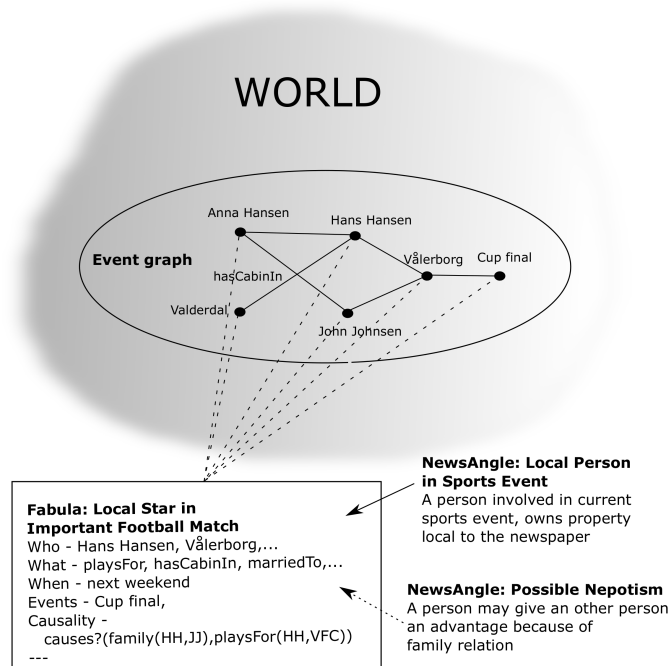 WORLD
Anna Hansen
Hans Hansen
Event graph
Vålerborg
Cup final
hasCabinIn
Valderdal
John Johnsen
Fabula: Local Star in
Important Football Match
Who - Hans Hansen, Vålerborg,...
What - playsFor, hasCabinIn, marriedTo,...
When - next weekend
Events - Cup final,
Causality -
causes?(family(HH,JJ),playsFor(HH,VFC))
---
NewsAngle: Local Person
in Sports Event
A person involved in current
sports event, owns property
local to the newspaper
NewsAngle: Possible Nepotism
A person may give an other person
an advantage because of
family relation